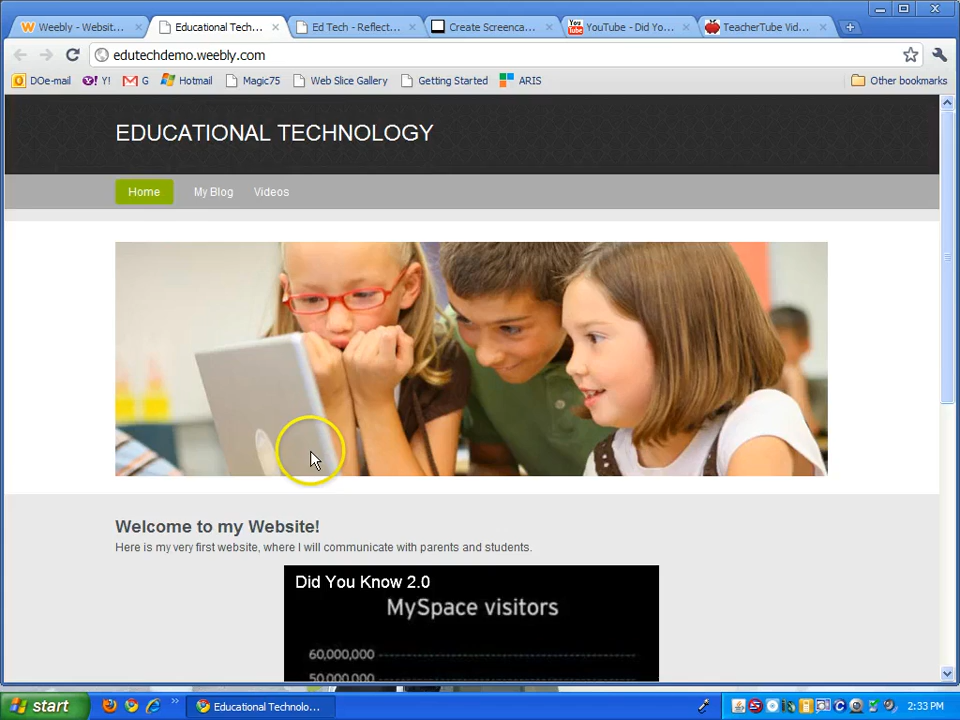 Weebly - Website... Educational Tech... Ed Tech - Reflect... Create Screenca... YouTube - Did Yo... TeacherTube Vid...
edutechdemo.weebly.com
DOe-mail Y! G Hotmail Magic75 Web Slice Gallery Getting Started ARIS Other bookmarks
EDUCATIONAL TECHNOLOGY
Home My Blog Videos
Welcome to my Website!
Here is my very first website, where I will communicate with parents and students.
Did You Know 2.0
MySpace visitors
60,000,000
50,000,000
start Educational Technolo... 2:33 PM